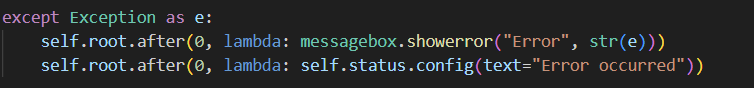 except Exception as e:
self.root.after(0, lambda: messagebox.showerror("Error", str(e)))
self.root.after(0, lambda: self.status.config(text="Error occurred"))